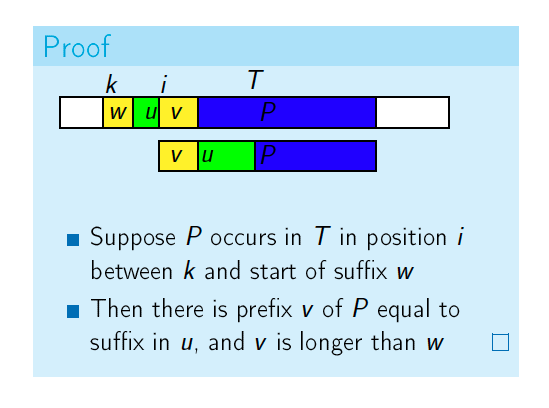 Proof
k i T
w u v P
v u P
Suppose P occurs in T in position i
between k and start of suffix w
Then there is prefix v of P equal to
suffix in u, and v is longer than w